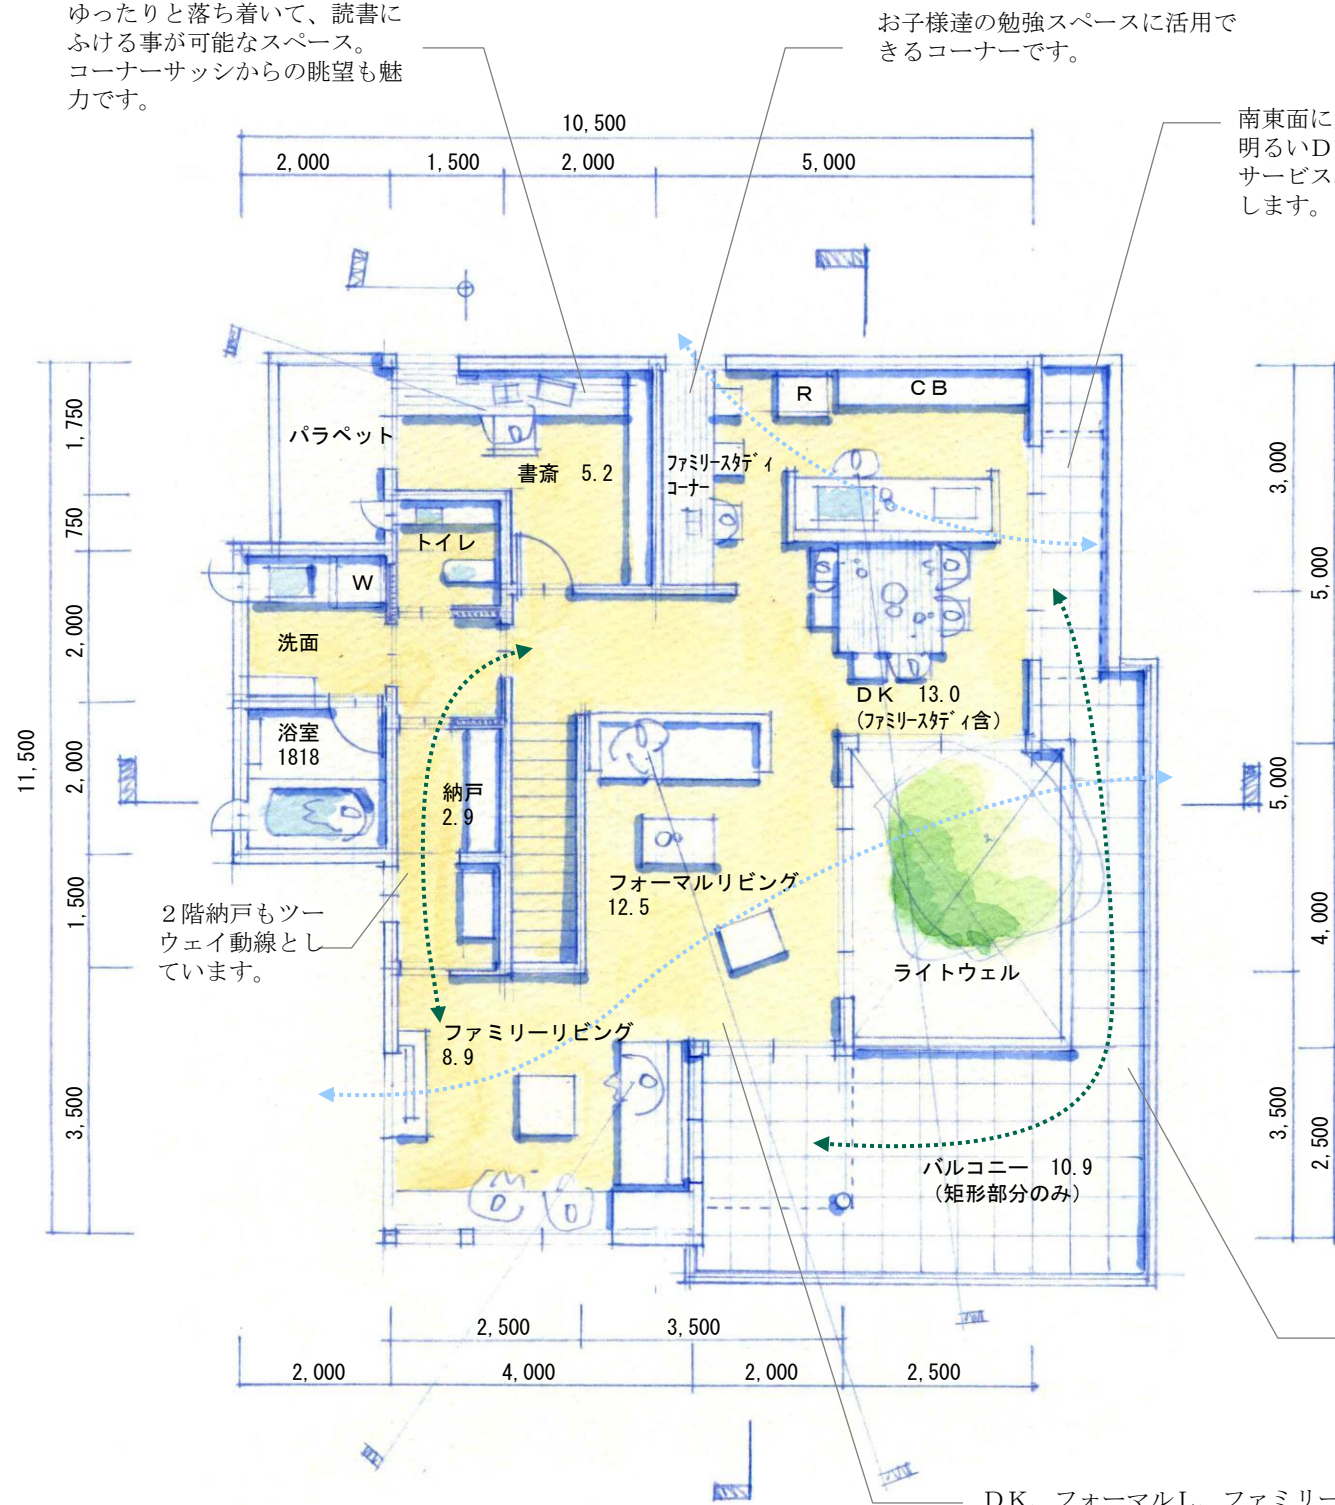 ゆったりと落ち着いて、読書に
ふける事が可能なスペース。
コーナーサッシからの眺望も魅
力です。
お子様達の勉強スペースに活用で
きるコーナーです。
南東面に
明るいD
サービス
します。
10,500
2,000
1,500
2,000
5,000
1,750
750
2,000
2,000
1,500
3,500
11,500
3,000
5,000
5,000
4,000
3,500
2,500
パラペット
書斎 5.2
ファミリースタディ
コーナー
R
CB
トイレ
W
洗面
浴室
1818
納戸
2.9
DK 13.0
(ファミリースタディ含)
フォーマルリビング
12.5
ライトウェル
2階納戸もツー
ウェイ動線とし
ています。
ファミリーリビング
8.9
バルコニー 10.9
(矩形部分のみ)
2,500
3,500
2,000
4,000
2,000
2,500
DK、フォーマルL、ファミリー